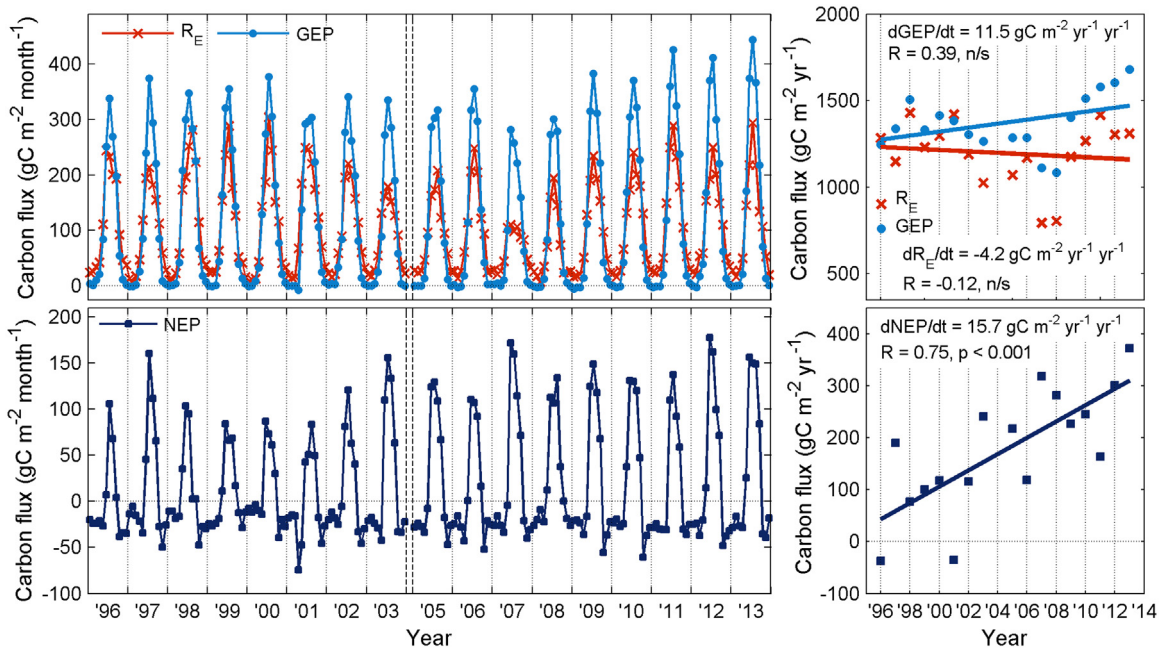 R_E GEP
Carbon flux (gC m⁻² month⁻¹)
400
300
200
100
0
NEP
Carbon flux (gC m⁻² month⁻¹)
200
150
100
50
0
-50
-100
'96 '97 '98 '99 '00 '01 '02 '03 '05 '06 '07 '08 '09 '10 '11 '12 '13
Year
dGEP/dt = 11.5 gC m⁻² yr⁻¹ yr⁻¹
R = 0.39, n/s
R_E
GEP
dR_E/dt = -4.2 gC m⁻² yr⁻¹ yr⁻¹
R = -0.12, n/s
Carbon flux (gC m⁻² yr⁻¹)
2000
1500
1000
500
dNEP/dt = 15.7 gC m⁻² yr⁻¹ yr⁻¹
R = 0.75, p < 0.001
Carbon flux (gC m⁻² yr⁻¹)
400
300
200
100
0
-100
'96 '98 '00 '02 '04 '06 '08 '10 '12 '14
Year